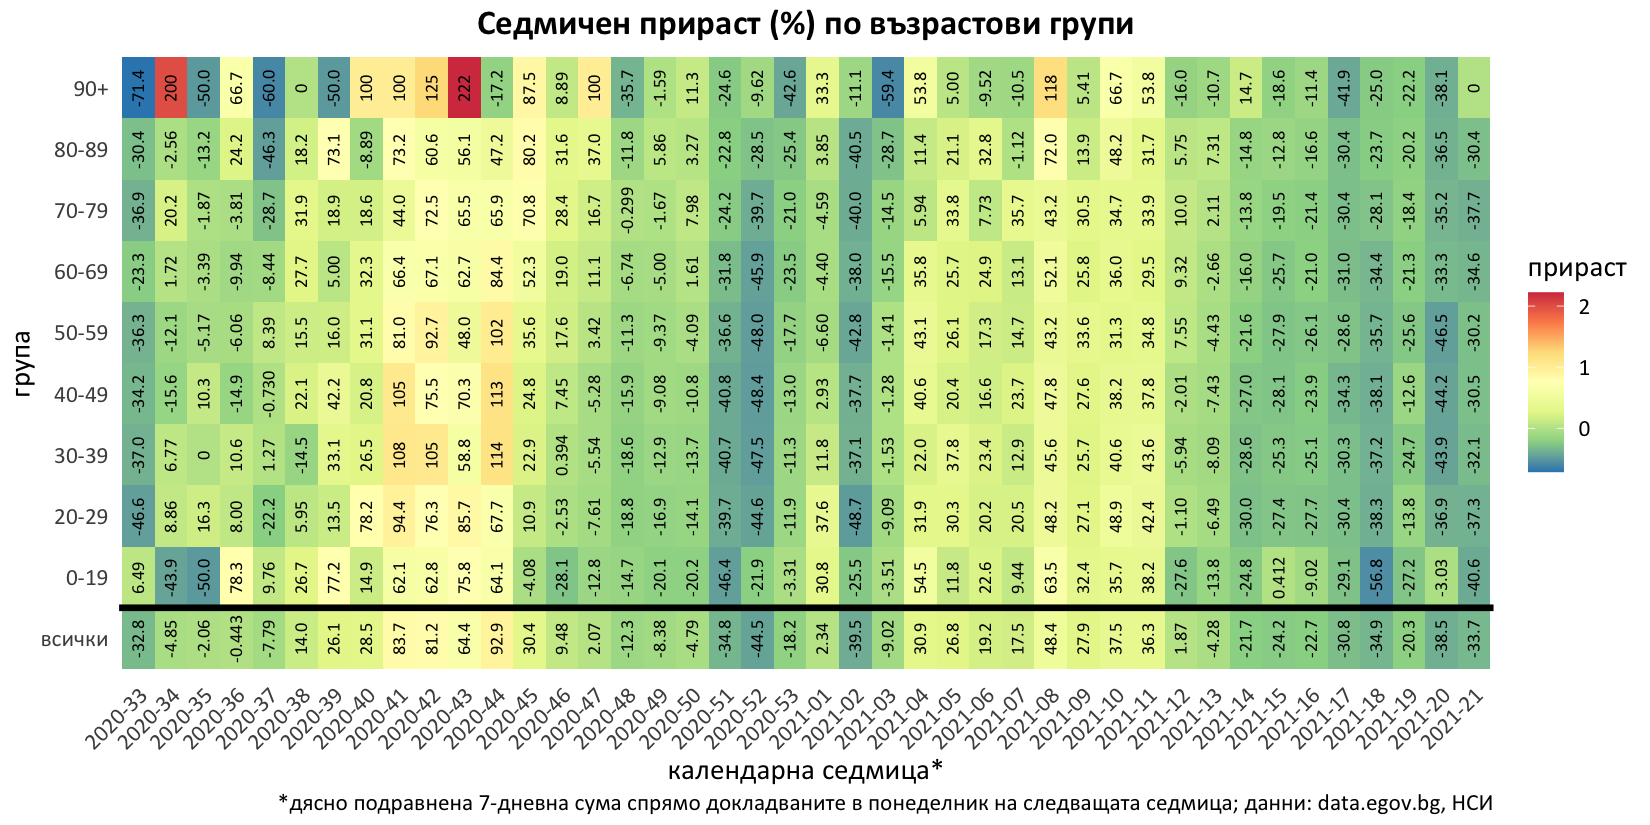 Седмичен прираст (%) по възрастови групи
90+ -71.4 200 -50.0 66.7 -60.0 0 -50.0 100 100 125 222 -17.2 87.5 8.89 100 -35.7 -1.59 11.3 -24.6 -9.62 -42.6 33.3 -11.1 -59.4 53.8 5.00 -9.52 -10.5 118 5.41 66.7 53.8 -16.0 -10.7 14.7 -18.6 -11.4 -41.9 -25.0 -22.2 -38.1 0
80-89 -30.4 -2.56 -13.2 24.2 -46.3 18.2 73.1 -8.89 73.2 60.6 56.1 47.2 80.2 31.6 37.0 -11.8 5.86 3.27 -22.8 -28.5 -25.4 3.85 -40.5 -28.7 11.4 21.1 32.8 -1.12 72.0 13.9 48.2 31.7 5.75 7.31 -14.8 -12.8 -16.6 -30.4 -23.7 -20.2 -36.5 -30.4
70-79 -36.9 20.2 -1.87 -3.81 -28.7 31.9 18.9 18.6 44.0 72.5 65.5 65.9 70.8 28.4 16.7 -0.299 -1.67 7.98 -24.2 -39.7 -21.0 -4.59 -40.0 -14.5 5.94 33.8 7.73 35.7 43.2 30.5 34.7 33.9 10.0 2.11 -13.8 -19.5 -21.4 -30.4 -28.1 -18.4 -35.2 -37.7
60-69 -23.3 1.72 -3.39 -9.94 -8.44 27.7 5.00 32.3 66.4 67.1 62.7 84.4 52.3 19.0 11.1 -6.74 -5.00 1.61 -31.8 -45.9 -23.5 -4.40 -38.0 -15.5 35.8 25.7 24.9 13.1 52.1 25.8 36.0 29.5 9.32 -2.66 -16.0 -25.7 -21.0 -31.0 -34.4 -21.3 -33.3 -34.6
50-59 -36.3 -12.1 -5.17 -6.06 8.39 15.5 16.0 31.1 81.0 92.7 48.0 102 35.6 17.6 3.42 -11.3 -9.37 -4.09 -36.6 -48.0 -17.7 -6.60 -42.8 -1.41 43.1 26.1 17.3 14.7 43.2 33.6 31.3 34.8 7.55 -4.43 -21.6 -27.9 -26.1 -28.6 -35.7 -25.6 -46.5 -30.2
40-49 -34.2 -15.6 10.3 -14.9 -0.730 22.1 42.2 20.8 105 75.5 70.3 113 24.8 7.45 -5.28 -15.9 -9.08 -10.8 -40.8 -48.4 -13.0 2.93 -37.7 -1.28 40.6 20.4 16.6 23.7 47.8 27.6 38.2 37.8 -2.01 -7.43 -27.0 -28.1 -23.9 -34.3 -38.1 -12.6 -44.2 -30.5
30-39 -37.0 6.77 0 10.6 1.27 -14.5 33.1 26.5 108 105 58.8 114 22.9 0.394 -5.54 -18.6 -12.9 -13.7 -40.7 -47.5 -11.3 11.8 -37.1 -1.53 22.0 37.8 23.4 12.9 45.6 25.7 40.6 43.6 -5.94 -8.09 -28.6 -25.3 -25.1 -30.3 -37.2 -24.7 -43.9 -32.1
20-29 -46.6 8.86 16.3 8.00 -22.2 5.95 13.5 78.2 94.4 76.3 85.7 67.7 10.9 -2.53 -7.61 -18.8 -16.9 -14.1 -39.7 -44.6 -11.9 37.6 -48.7 -9.09 31.9 30.3 20.2 20.5 48.2 27.1 48.9 42.4 -1.10 -6.49 -30.0 -27.4 -27.7 -30.4 -38.3 -13.8 -36.9 -37.3
0-19 6.49 -43.9 -50.0 78.3 9.76 26.7 77.2 14.9 62.1 62.8 75.8 64.1 -4.08 -28.1 -12.8 -14.7 -20.1 -20.2 -46.4 -21.9 -3.31 30.8 -25.5 -3.51 54.5 11.8 22.6 9.44 63.5 32.4 35.7 38.2 -27.6 -13.8 -24.8 0.412 -9.02 -29.1 -56.8 -27.2 -3.03 -40.6
всички -32.8 -4.85 -2.06 -0.443 -7.79 14.0 26.1 28.5 83.7 81.2 64.4 92.9 30.4 9.48 2.07 -12.3 -8.38 -4.79 -34.8 -44.5 -18.2 2.34 -39.5 -9.02 30.9 26.8 19.2 17.5 48.4 27.9 37.5 36.3 1.87 -4.28 -21.7 -24.2 -22.7 -30.8 -34.9 -20.3 -38.5 -33.7
група
2020-33 2020-34 2020-35 2020-36 2020-37 2020-38 2020-39 2020-40 2020-41 2020-42 2020-43 2020-44 2020-45 2020-46 2020-47 2020-48 2020-49 2020-50 2020-51 2020-52 2020-53 2021-01 2021-02 2021-03 2021-04 2021-05 2021-06 2021-07 2021-08 2021-09 2021-10 2021-11 2021-12 2021-13 2021-14 2021-15 2021-16 2021-17 2021-18 2021-19 2021-20 2021-21
календарна седмица*
*дясно подравнена 7-дневна сума спрямо докладваните в понеделник на следващата седмица; данни: data.egov.bg, НСИ
прираст
2
1
0